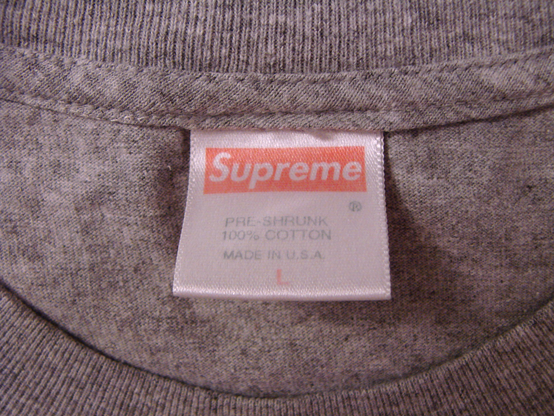 Supreme
®
PRE-SHRUNK
100% COTTON
MADE IN U.S.A.
L